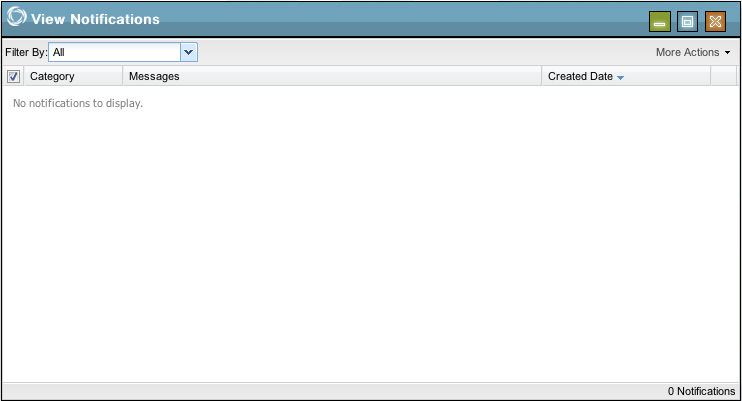 View Notifications
Filter By: All More Actions
Category Messages Created Date
No notifications to display.
0 Notifications